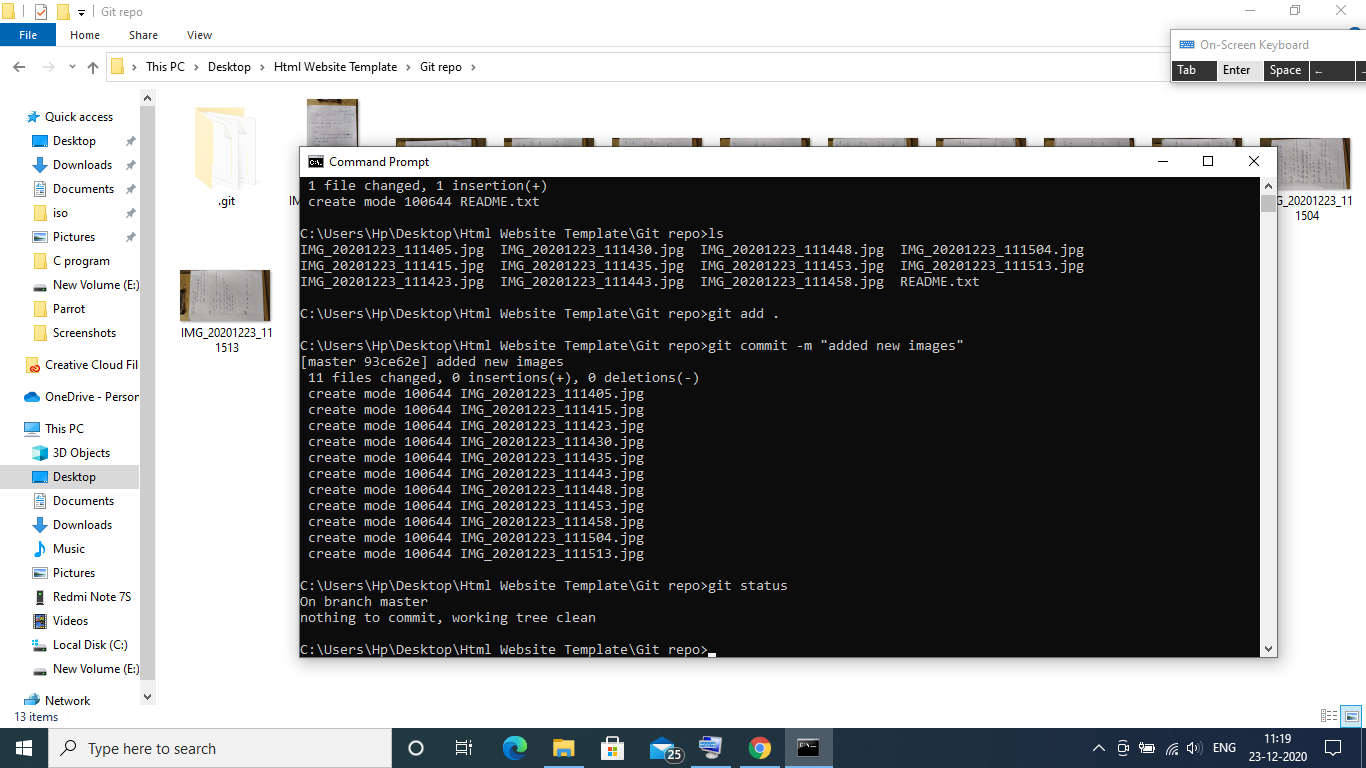 Git repo
File Home Share View
This PC Desktop Html Website Template Git repo
On-Screen Keyboard
Tab Enter Space ←
Quick access
Desktop
Downloads
Documents
iso
Pictures
C program
New Volume (E:)
Parrot
Screenshots
Creative Cloud Fil
OneDrive - Person
This PC
3D Objects
Desktop
Documents
Downloads
Music
Pictures
Redmi Note 7S
Videos
Local Disk (C:)
New Volume (E:)
Network
13 items
.git
IM
G_20201223_11
1504
IMG_20201223_11
1513
Command Prompt
1 file changed, 1 insertion(+)
create mode 100644 README.txt
C:\Users\Hp\Desktop\Html Website Template\Git repo>ls
IMG_20201223_111405.jpg IMG_20201223_111430.jpg IMG_20201223_111448.jpg IMG_20201223_111504.jpg
IMG_20201223_111415.jpg IMG_20201223_111435.jpg IMG_20201223_111453.jpg IMG_20201223_111513.jpg
IMG_20201223_111423.jpg IMG_20201223_111443.jpg IMG_20201223_111458.jpg README.txt
C:\Users\Hp\Desktop\Html Website Template\Git repo>git add .
C:\Users\Hp\Desktop\Html Website Template\Git repo>git commit -m "added new images"
[master 93ce62e] added new images
11 files changed, 0 insertions(+), 0 deletions(-)
create mode 100644 IMG_20201223_111405.jpg
create mode 100644 IMG_20201223_111415.jpg
create mode 100644 IMG_20201223_111423.jpg
create mode 100644 IMG_20201223_111430.jpg
create mode 100644 IMG_20201223_111435.jpg
create mode 100644 IMG_20201223_111443.jpg
create mode 100644 IMG_20201223_111448.jpg
create mode 100644 IMG_20201223_111453.jpg
create mode 100644 IMG_20201223_111458.jpg
create mode 100644 IMG_20201223_111504.jpg
create mode 100644 IMG_20201223_111513.jpg
C:\Users\Hp\Desktop\Html Website Template\Git repo>git status
On branch master
nothing to commit, working tree clean
C:\Users\Hp\Desktop\Html Website Template\Git repo>
Type here to search
25
ENG
11:19
23-12-2020